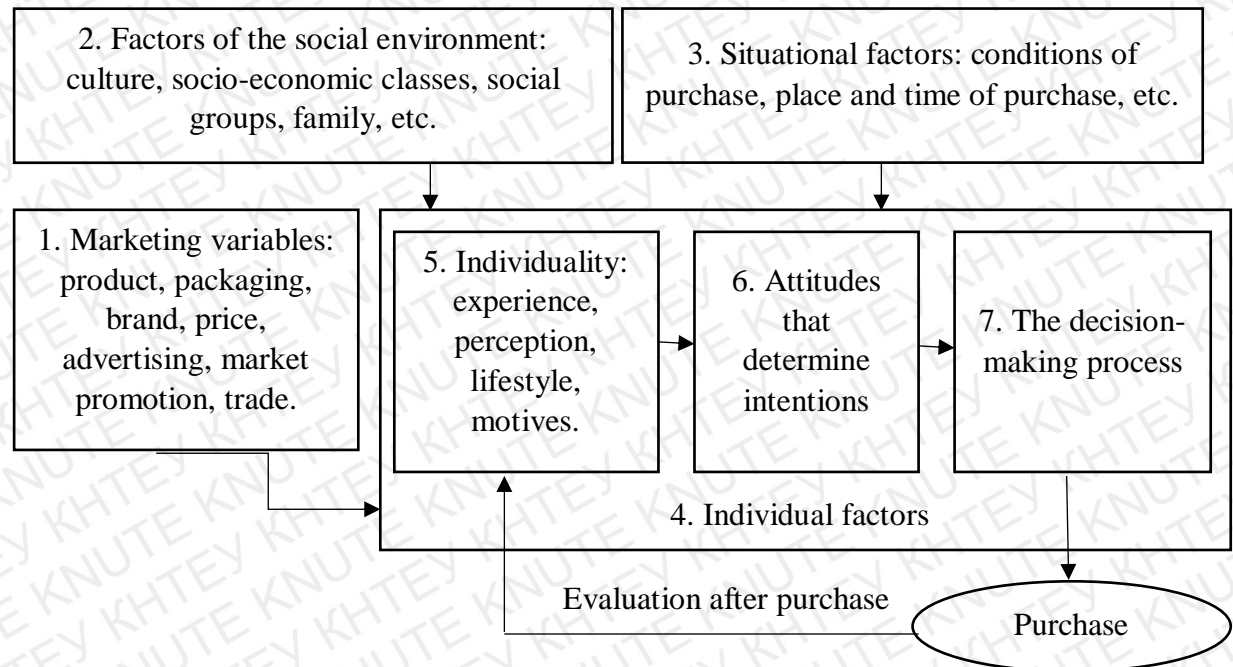 2. Factors of the social environment:
culture, socio-economic classes, social
groups, family, etc.
3. Situational factors: conditions of
purchase, place and time of purchase, etc.
1. Marketing variables:
product, packaging,
brand, price,
advertising, market
promotion, trade.
5. Individuality:
experience,
perception,
lifestyle,
motives.
6. Attitudes
that
determine
intentions
7. The decision-
making process
4. Individual factors
Evaluation after purchase
Purchase